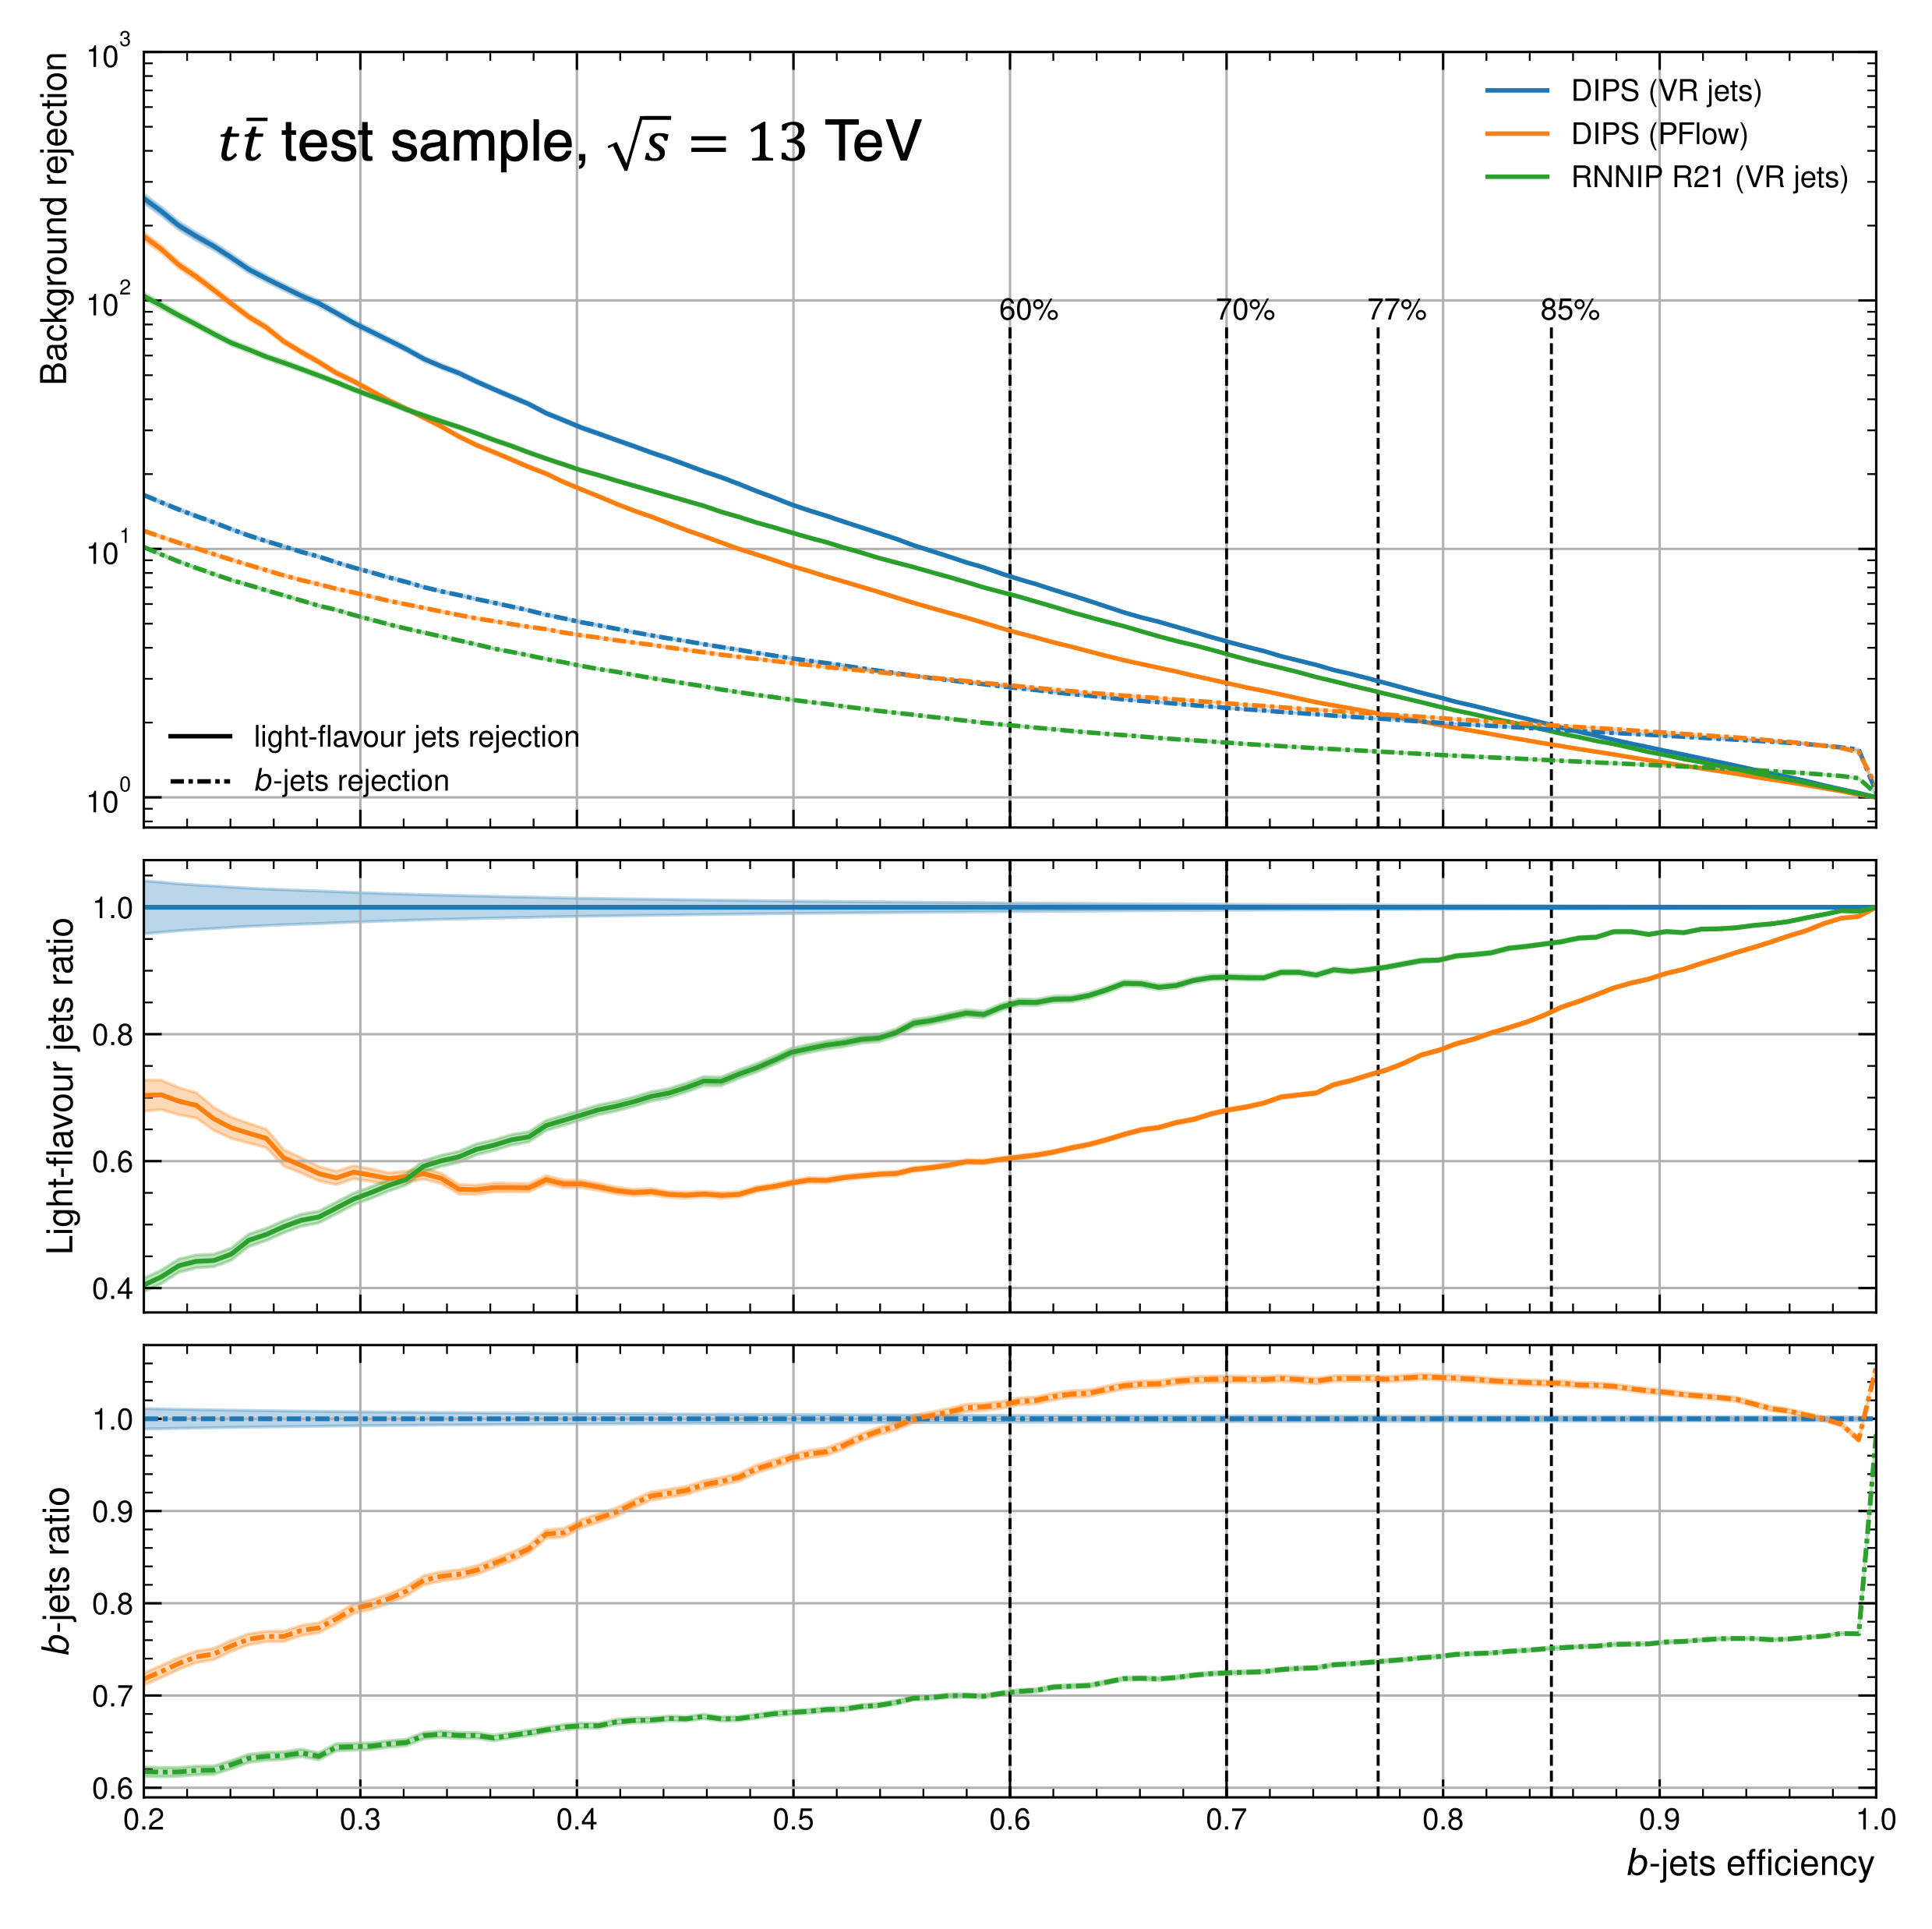 Background rejection
10^3
10^2
10^1
10^0
t t̄ test sample, √s = 13 TeV
DIPS (VR jets)
DIPS (PFlow)
RNNIP R21 (VR jets)
60%
70%
77%
85%
light-flavour jets rejection
b-jets rejection
Light-flavour jets ratio
1.0
0.8
0.6
0.4
b-jets ratio
1.0
0.9
0.8
0.7
0.6
0.2 0.3 0.4 0.5 0.6 0.7 0.8 0.9 1.0
b-jets efficiency